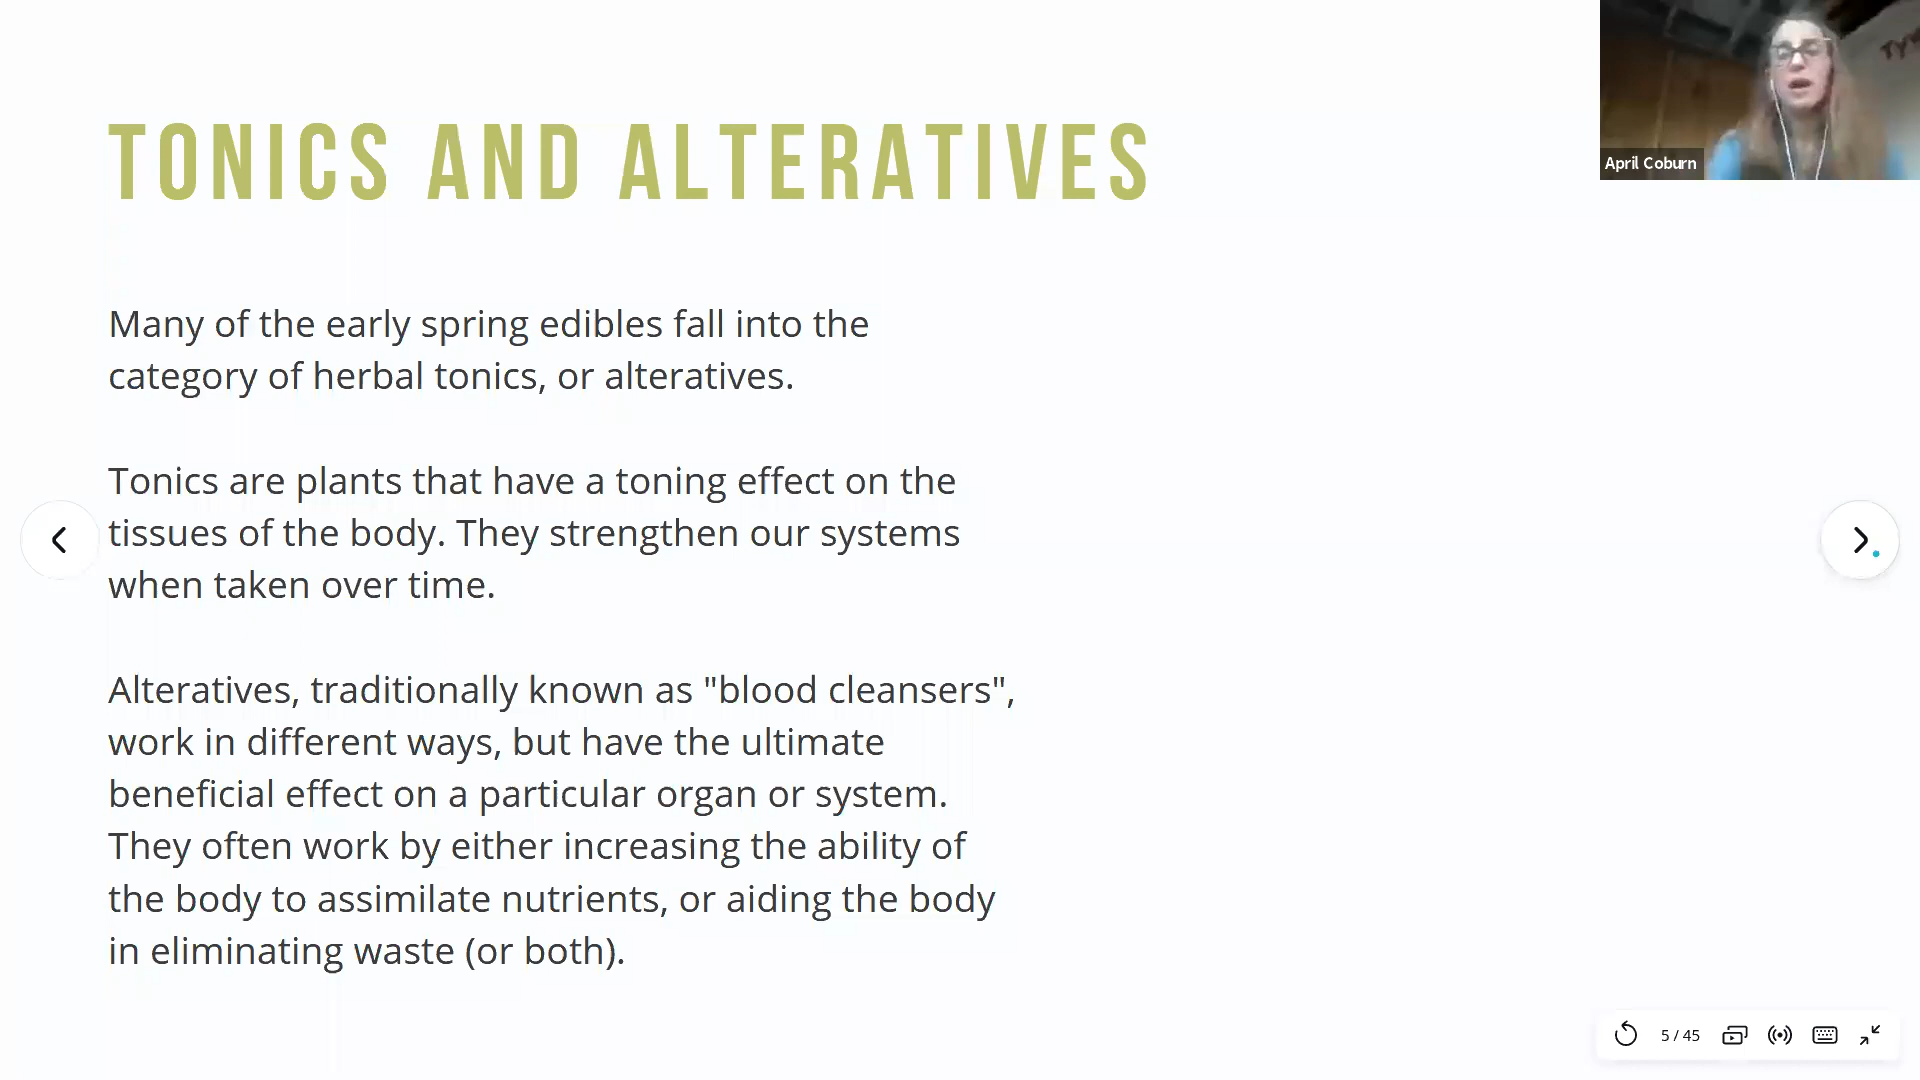 TONICS AND ALTERATIVES
April Coburn
Many of the early spring edibles fall into the
category of herbal tonics, or alteratives.
Tonics are plants that have a toning effect on the
tissues of the body. They strengthen our systems
when taken over time.
Alteratives, traditionally known as "blood cleansers",
work in different ways, but have the ultimate
beneficial effect on a particular organ or system.
They often work by either increasing the ability of
the body to assimilate nutrients, or aiding the body
in eliminating waste (or both).
5 / 45